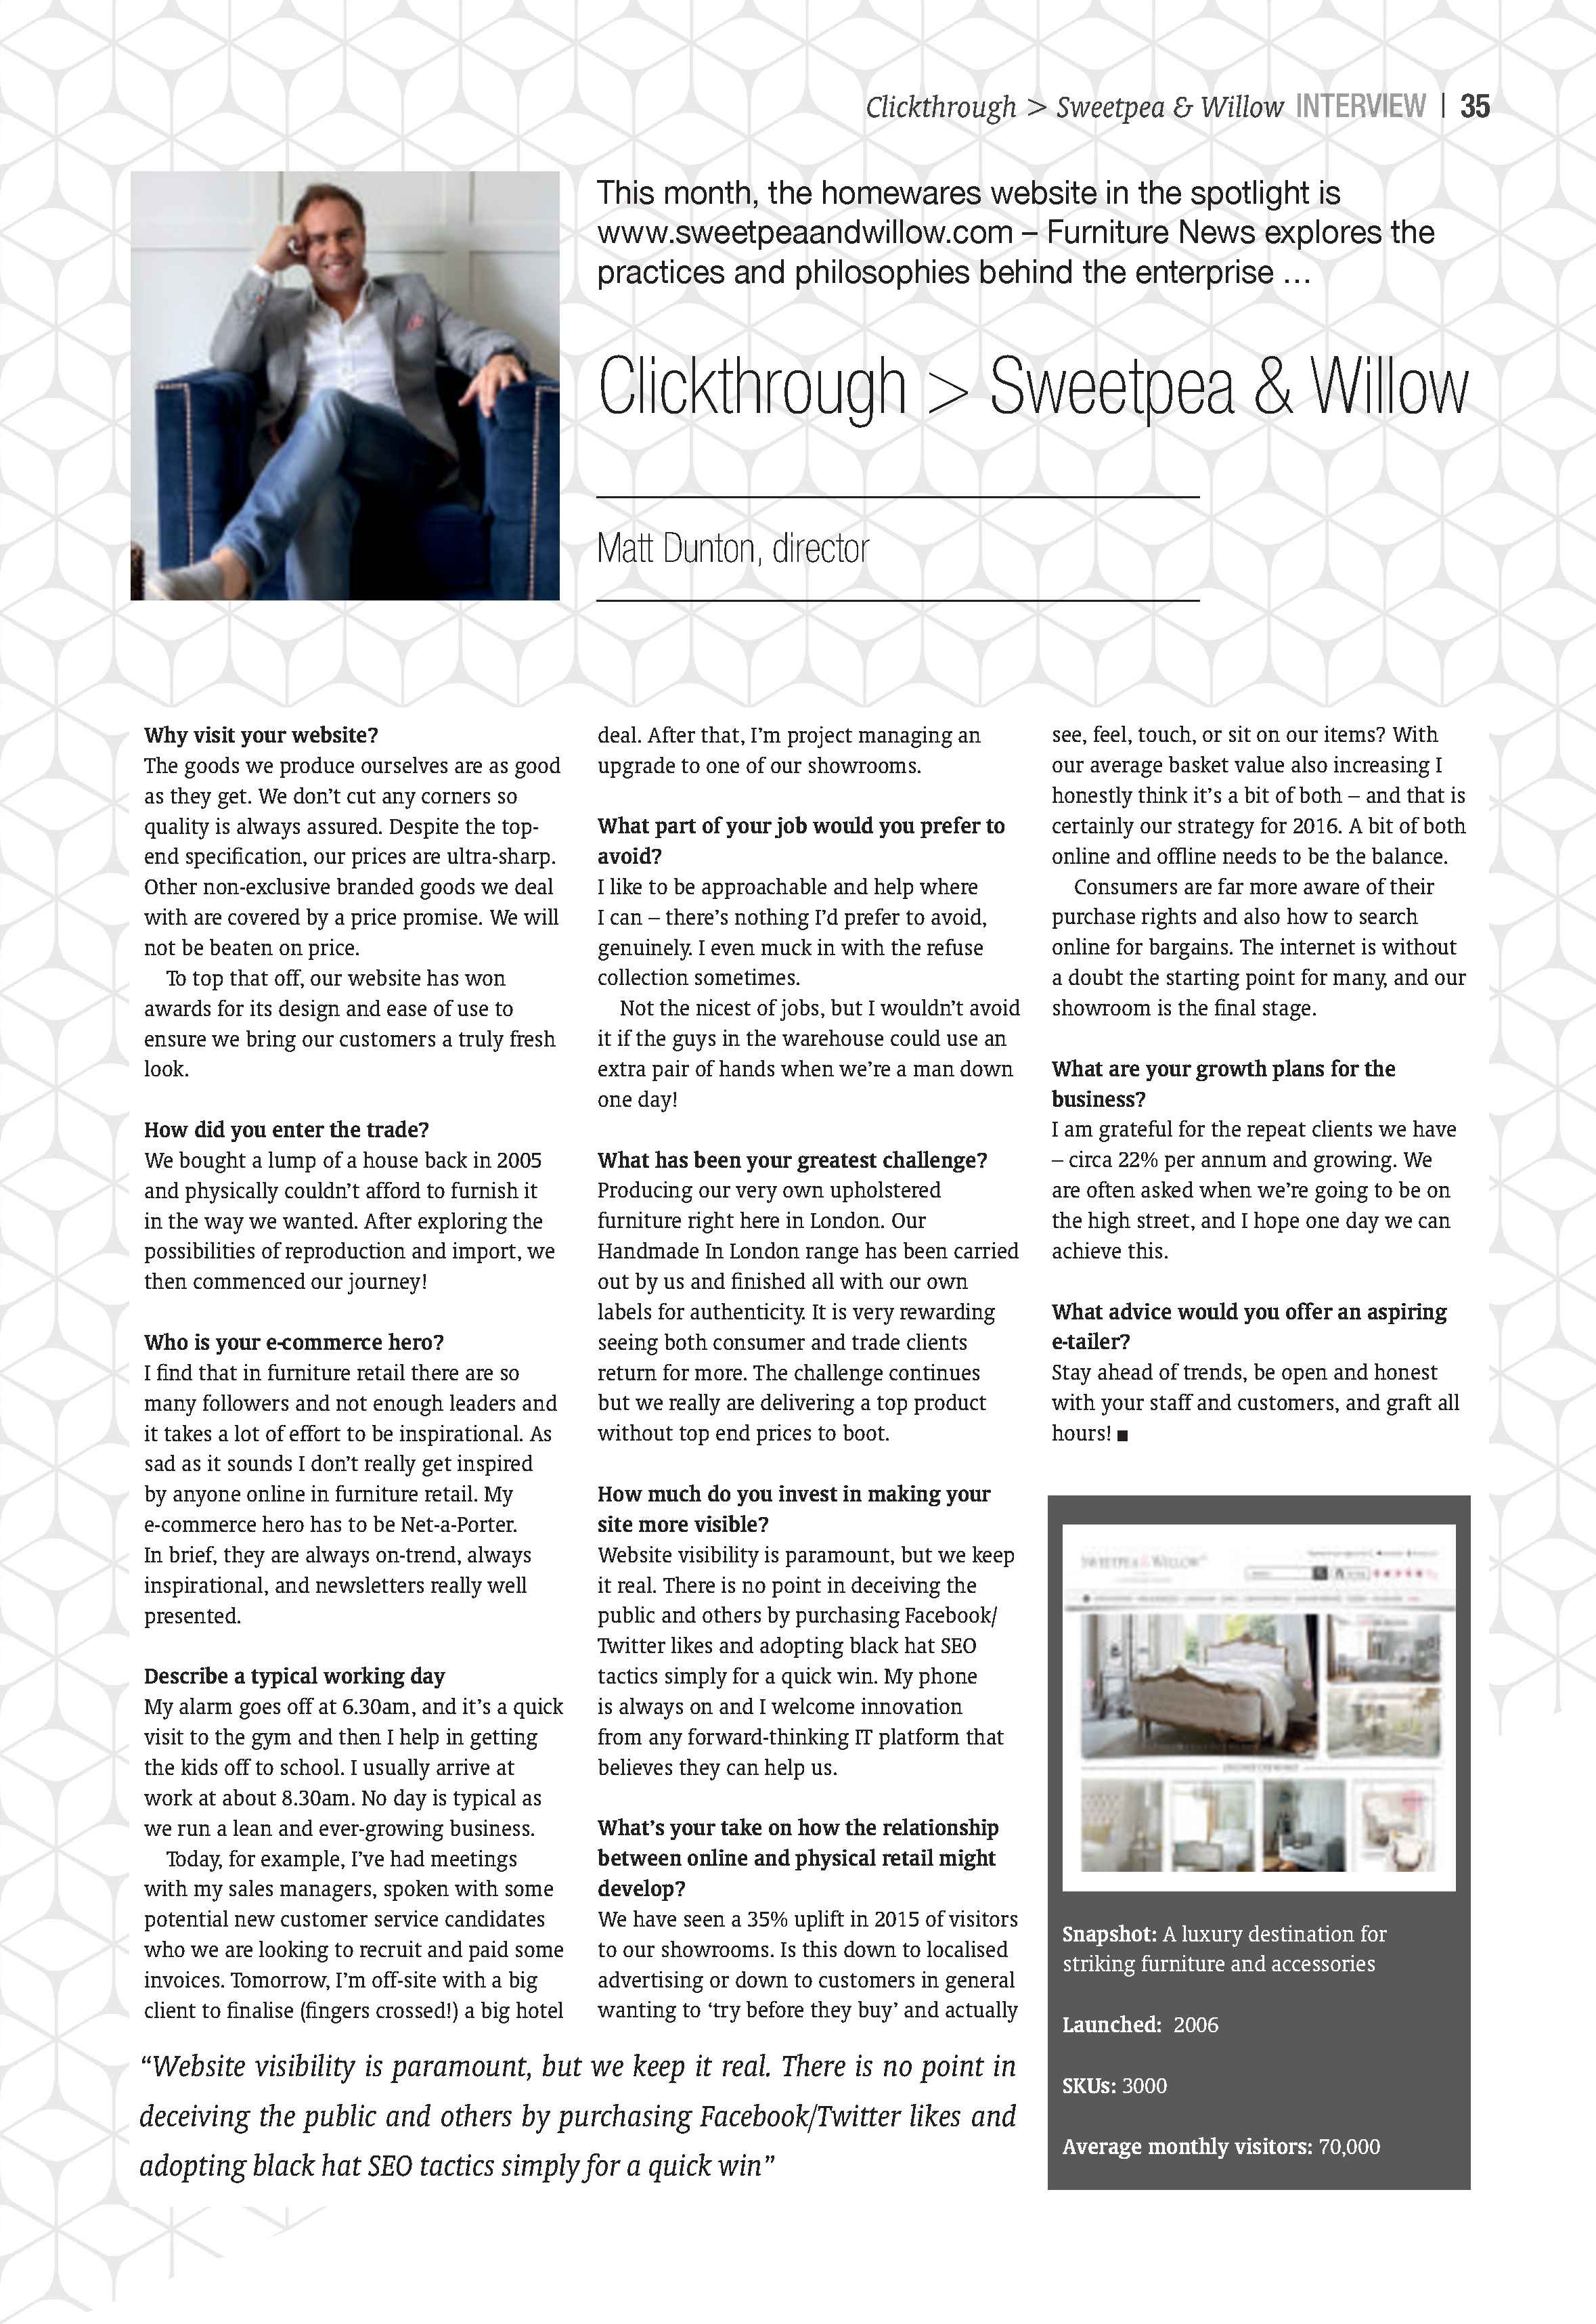 Clickthrough > Sweetpea & Willow INTERVIEW | 35
This month, the homewares website in the spotlight is
www.sweetpeaandwillow.com – Furniture News explores the
practices and philosophies behind the enterprise ...
Clickthrough > Sweetpea & Willow
Matt Dunton, director
Why visit your website?
The goods we produce ourselves are as good
as they get. We don’t cut any corners so
quality is always assured. Despite the top-
end specification, our prices are ultra-sharp.
Other non-exclusive branded goods we deal
with are covered by a price promise. We will
not be beaten on price.
To top that off, our website has won
awards for its design and ease of use to
ensure we bring our customers a truly fresh
look.
How did you enter the trade?
We bought a lump of a house back in 2005
and physically couldn’t afford to furnish it
in the way we wanted. After exploring the
possibilities of reproduction and import, we
then commenced our journey!
Who is your e-commerce hero?
I find that in furniture retail there are so
many followers and not enough leaders and
it takes a lot of effort to be inspirational. As
sad as it sounds I don’t really get inspired
by anyone online in furniture retail. My
e-commerce hero has to be Net-a-Porter.
In brief, they are always on-trend, always
inspirational, and newsletters really well
presented.
Describe a typical working day
My alarm goes off at 6.30am, and it’s a quick
visit to the gym and then I help in getting
the kids off to school. I usually arrive at
work at about 8.30am. No day is typical as
we run a lean and ever-growing business.
Today, for example, I’ve had meetings
with my sales managers, spoken with some
potential new customer service candidates
who we are looking to recruit and paid some
invoices. Tomorrow, I’m off-site with a big
client to finalise (fingers crossed!) a big hotel
deal. After that, I’m project managing an
upgrade to one of our showrooms.
What part of your job would you prefer to
avoid?
I like to be approachable and help where
I can – there’s nothing I’d prefer to avoid,
genuinely. I even muck in with the refuse
collection sometimes.
Not the nicest of jobs, but I wouldn’t avoid
it if the guys in the warehouse could use an
extra pair of hands when we’re a man down
one day!
What has been your greatest challenge?
Producing our very own upholstered
furniture right here in London. Our
Handmade In London range has been carried
out by us and finished all with our own
labels for authenticity. It is very rewarding
seeing both consumer and trade clients
return for more. The challenge continues
but we really are delivering a top product
without top end prices to boot.
How much do you invest in making your
site more visible?
Website visibility is paramount, but we keep
it real. There is no point in deceiving the
public and others by purchasing Facebook/
Twitter likes and adopting black hat SEO
tactics simply for a quick win. My phone
is always on and I welcome innovation
from any forward-thinking IT platform that
believes they can help us.
What’s your take on how the relationship
between online and physical retail might
develop?
We have seen a 35% uplift in 2015 of visitors
to our showrooms. Is this down to localised
advertising or down to customers in general
wanting to ‘try before they buy’ and actually
see, feel, touch, or sit on our items? With
our average basket value also increasing I
honestly think it’s a bit of both – and that is
certainly our strategy for 2016. A bit of both
online and offline needs to be the balance.
Consumers are far more aware of their
purchase rights and also how to search
online for bargains. The internet is without
a doubt the starting point for many, and our
showroom is the final stage.
What are your growth plans for the
business?
I am grateful for the repeat clients we have
– circa 22% per annum and growing. We
are often asked when we’re going to be on
the high street, and I hope one day we can
achieve this.
What advice would you offer an aspiring
e-tailer?
Stay ahead of trends, be open and honest
with your staff and customers, and graft all
hours! ■
“Website visibility is paramount, but we keep it real. There is no point in
deceiving the public and others by purchasing Facebook/Twitter likes and
adopting black hat SEO tactics simply for a quick win”
SWEETPEA & WILLOW
Snapshot: A luxury destination for
striking furniture and accessories
Launched: 2006
SKUs: 3000
Average monthly visitors: 70,000